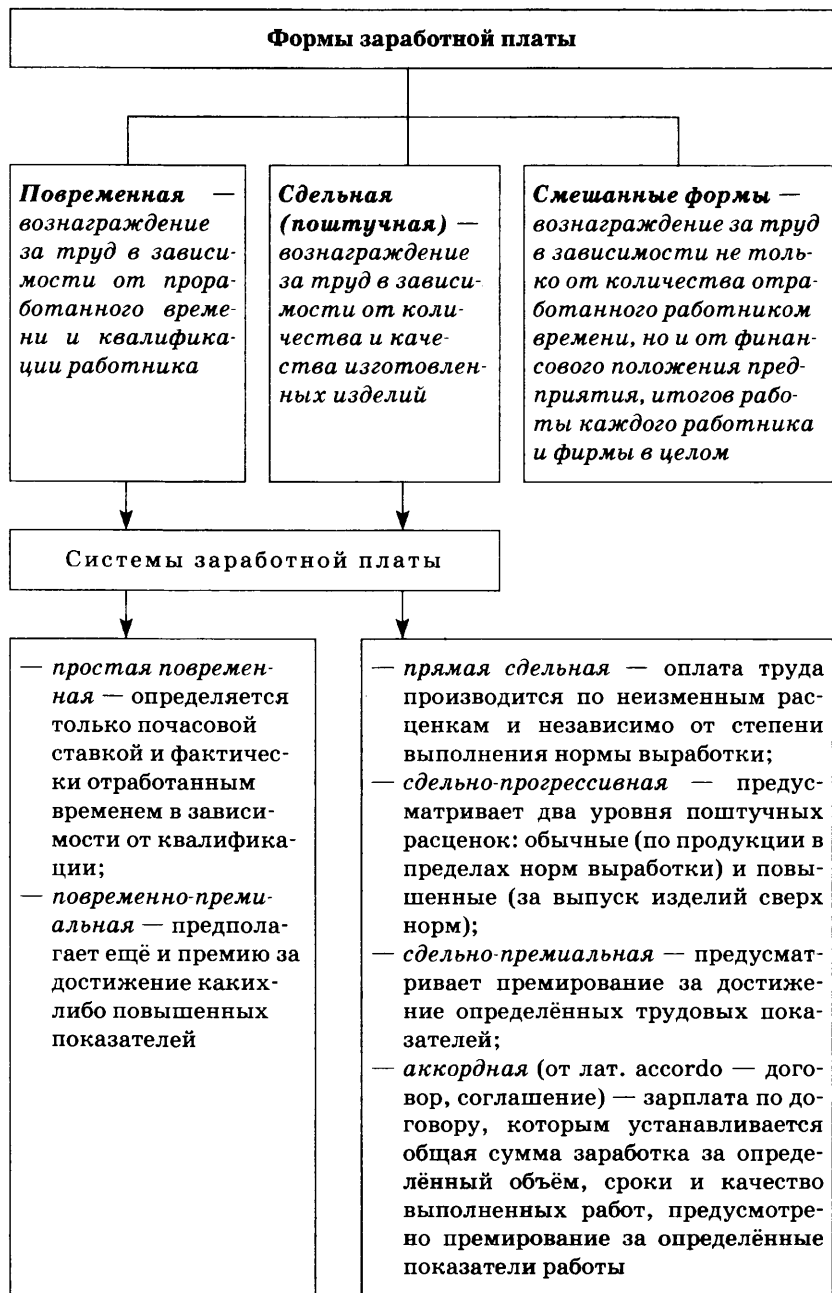 Формы заработной платы
Повременная —
вознаграждение
за труд в зависи-
мости от прора-
ботанного време-
ни и квалифика-
ции работника
Сдельная
(поштучная) —
вознаграждение
за труд в зависи-
мости от коли-
чества и каче-
ства изготовлен-
ных изделий
Смешанные формы —
вознаграждение за труд
в зависимости не толь-
ко от количества отра-
ботанного работником
времени, но и от финан-
сового положения пред-
приятия, итогов рабо-
ты каждого работника
и фирмы в целом
Системы заработной платы
— простая повремен-
ная — определяется
только почасовой
ставкой и фактичес-
ки отработанным
временем в зависи-
мости от квалифика-
ции;
— повременно-преми-
альная — предпола-
гает ещё и премию за
достижение каких-
либо повышенных
показателей
— прямая сдельная — оплата труда
производится по неизменным рас-
ценкам и независимо от степени
выполнения нормы выработки;
— сдельно-прогрессивная — предус-
матривает два уровня поштучных
расценок: обычные (по продукции в
пределах норм выработки) и повы-
шенные (за выпуск изделий сверх
норм);
— сдельно-премиальная — предусмат-
ривает премирование за достиже-
ние определённых трудовых пока-
зателей;
— аккордная (от лат. accordo — дого-
вор, соглашение) — зарплата по до-
говору, которым устанавливается
общая сумма заработка за опреде-
лённый объём, сроки и качество
выполненных работ, предусмотре-
но премирование за определённые
показатели работы